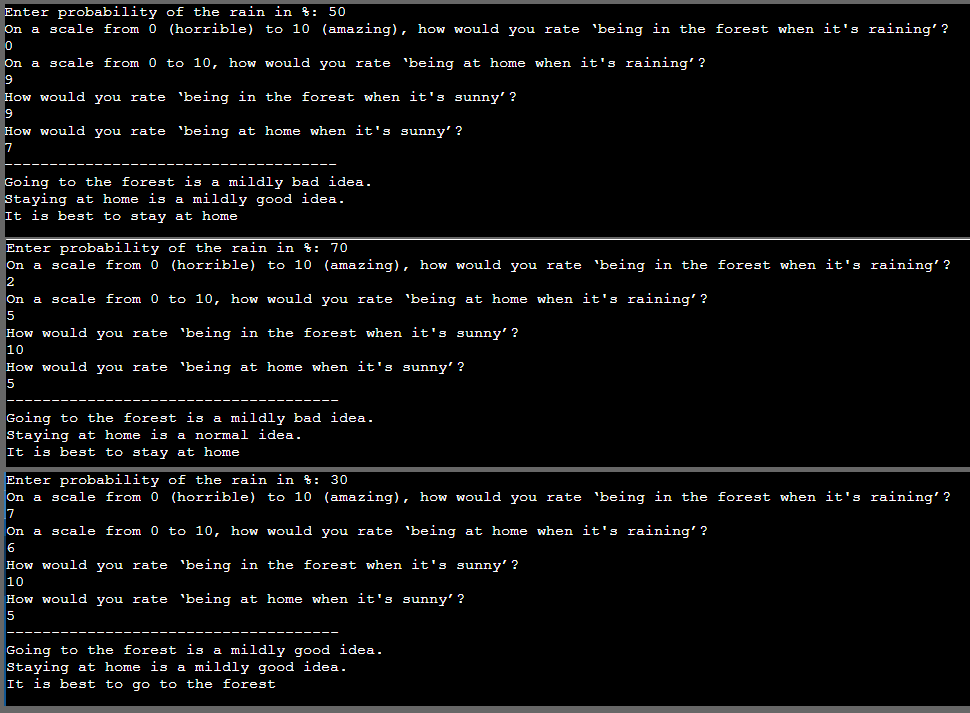 Enter probability of the rain in %: 50
On a scale from 0 (horrible) to 10 (amazing), how would you rate ‘being in the forest when it's raining’?
0
On a scale from 0 to 10, how would you rate ‘being at home when it's raining’?
9
How would you rate ‘being in the forest when it's sunny’?
9
How would you rate ‘being at home when it's sunny’?
7
-------------------------------------
Going to the forest is a mildly bad idea.
Staying at home is a mildly good idea.
It is best to stay at home
Enter probability of the rain in %: 70
On a scale from 0 (horrible) to 10 (amazing), how would you rate ‘being in the forest when it's raining’?
2
On a scale from 0 to 10, how would you rate ‘being at home when it's raining’?
5
How would you rate ‘being in the forest when it's sunny’?
10
How would you rate ‘being at home when it's sunny’?
5
-------------------------------------
Going to the forest is a mildly bad idea.
Staying at home is a normal idea.
It is best to stay at home
Enter probability of the rain in %: 30
On a scale from 0 (horrible) to 10 (amazing), how would you rate ‘being in the forest when it's raining’?
7
On a scale from 0 to 10, how would you rate ‘being at home when it's raining’?
6
How would you rate ‘being in the forest when it's sunny’?
10
How would you rate ‘being at home when it's sunny’?
5
-------------------------------------
Going to the forest is a mildly good idea.
Staying at home is a mildly good idea.
It is best to go to the forest